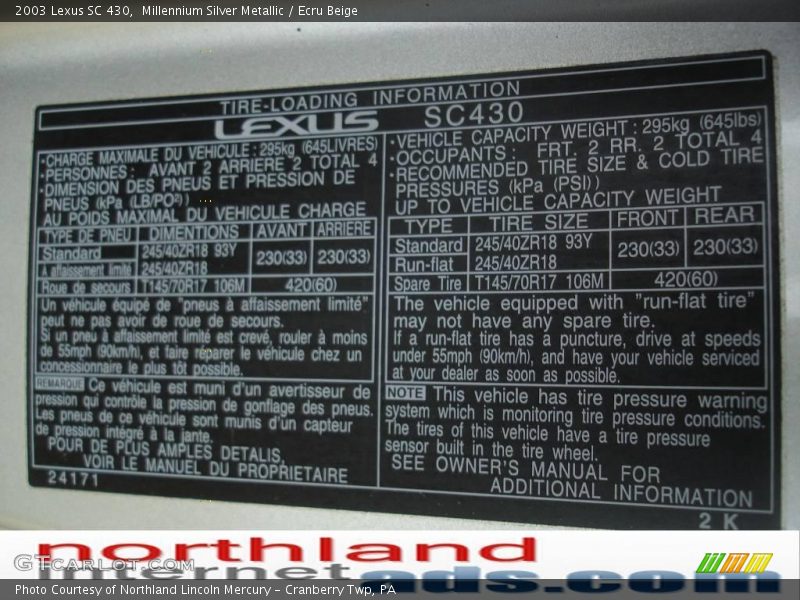 2003 Lexus SC 430,  Millennium Silver Metallic / Ecru Beige
TIRE-LOADING INFORMATION
LEXUS SC430
•CHARGE MAXIMALE DU VEHICULE : 295kg (645LIVRES)
•PERSONNES: AVANT 2 ARRIERE 2 TOTAL 4
•DIMENSION DES PNEUS ET PRESSION DE
PNEUS (kPa (LB/PO²))
AU POIDS MAXIMAL DU VEHICULE CHARGE
TYPE DE PNEU DIMENTIONS AVANT ARRIERE
Standard 245/40ZR18 93Y 230(33) 230(33)
A affaissement limité 245/40ZR18
Roue de secours T145/70R17 106M 420(60)
Un véhicule équipé de "pneus à affaissement limité"
peut ne pas avoir de roue de secours.
Si un pneu à affaissement limité est crevé, rouler à moins
de 55mph (90km/h), et faire réparer le véhicule chez un
concessionnaire le plus tôt possible.
REMARQUE Ce véhicule est muni d'un avertisseur de
pression qui contrôle la pression de gonflage des pneus.
Les pneus de ce véhicule sont munis d'un capteur
de pression intégré à la jante.
POUR DE PLUS AMPLES DETALIS,
VOIR LE MANUEL DU PROPRIETAIRE
24171
•VEHICLE CAPACITY WEIGHT : 295kg (645lbs)
•OCCUPANTS : FRT. 2 RR. 2 TOTAL 4
•RECOMMENDED TIRE SIZE & COLD TIRE
PRESSURES (kPa (PSI))
UP TO VEHICLE CAPACITY WEIGHT
TYPE TIRE SIZE FRONT REAR
Standard 245/40ZR18 93Y 230(33) 230(33)
Run-flat 245/40ZR18
Spare Tire T145/70R17 106M 420(60)
The vehicle equipped with "run-flat tire"
may not have any spare tire.
If a run-flat tire has a puncture, drive at speeds
under 55mph (90km/h), and have your vehicle serviced
at your dealer as soon as possible.
NOTE This vehicle has tire pressure warning
system which is monitoring tire pressure conditions.
The tires of this vehicle have a tire pressure
sensor built in the tire wheel.
SEE OWNER'S MANUAL FOR
ADDITIONAL INFORMATION
2 K
northland
internet ads.com
GTCarLot.com
Photo Courtesy of Northland Lincoln Mercury - Cranberry Twp, PA